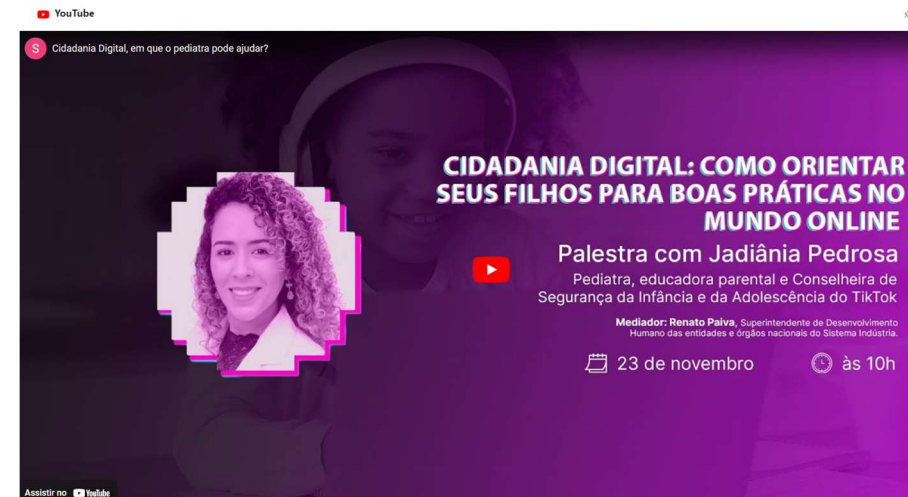 YouTube
S
Cidadania Digital, em que o pediatra pode ajudar?
CIDADANIA DIGITAL: COMO ORIENTAR
SEUS FILHOS PARA BOAS PRÁTICAS NO
MUNDO ONLINE
Palestra com Jadiânia Pedrosa
Pediatra, educadora parental e Conselheira de
Segurança da Infância e da Adolescência do TikTok
Mediador: Renato Paiva, Superintendente de Desenvolvimento
Humano das entidades e órgãos nacionais do Sistema Indústria.
23 de novembro
às 10h
Assistir no YouTube